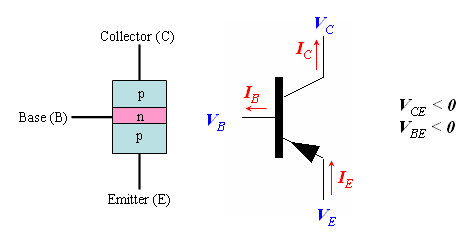 Collector (C)
p
Base (B)
n
p
Emitter (E)
V_C
I_C
I_B
V_B
I_E
V_E
V_CE < 0
V_BE < 0